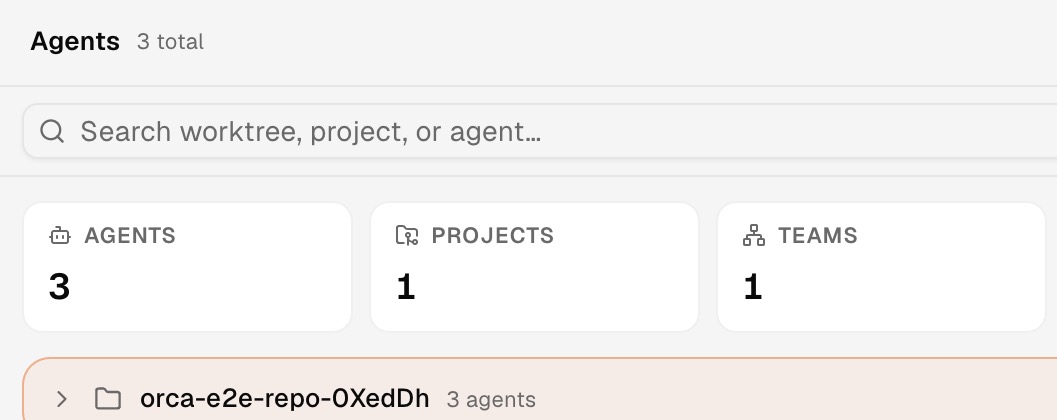 Agents 3 total
Search worktree, project, or agent...
AGENTS PROJECTS TEAMS
3 1 1
orca-e2e-repo-0XedDh 3 agents